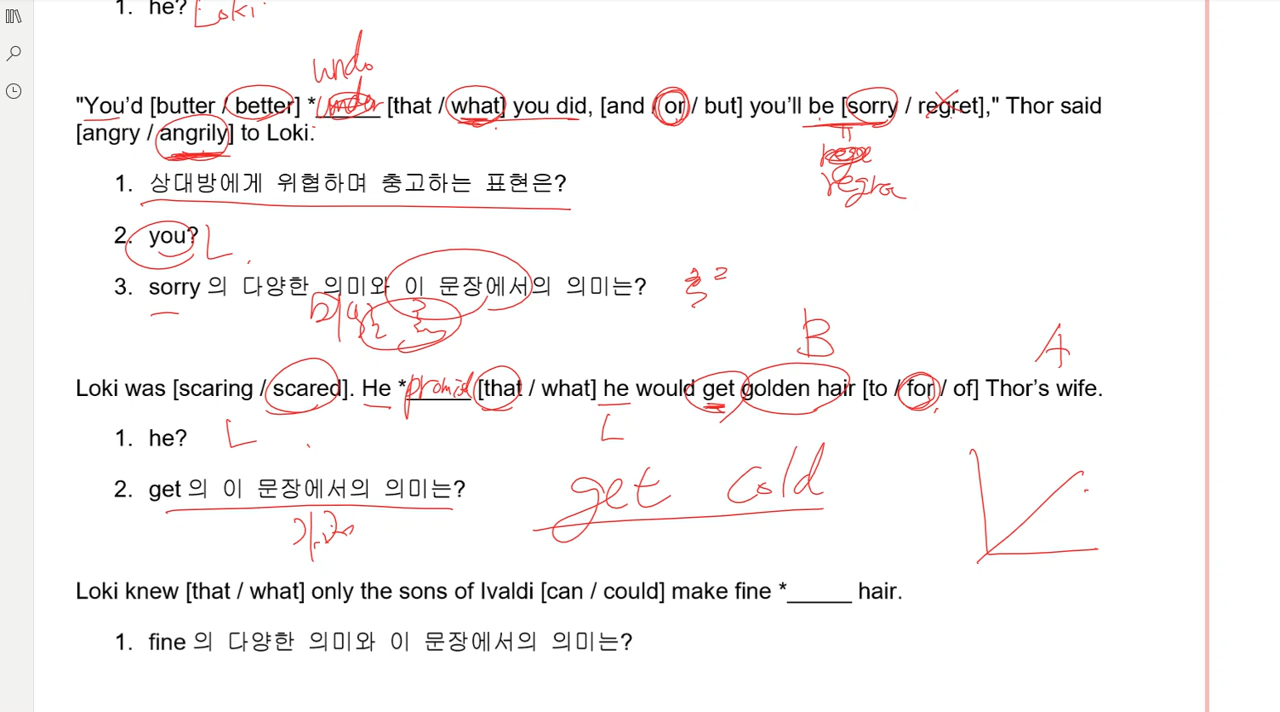 1. he? Loki
undo
"You'd [butter / better] *_____ [that / what] you did, [and / or / but] you'll be [sorry / regret]," Thor said
[angry / angrily] to Loki.
1. 상대방에게 위협하며 충고하는 표현은?
2. you? L
3. sorry 의 다양한 의미와 이 문장에서의 의미는?
B A
Loki was [scaring / scared]. He *_____ [that / what] he would get golden hair [to / for / of] Thor's wife.
1. he? L L
2. get 의 이 문장에서의 의미는? get cold
Loki knew [that / what] only the sons of Ivaldi [can / could] make fine *_____ hair.
1. fine 의 다양한 의미와 이 문장에서의 의미는?